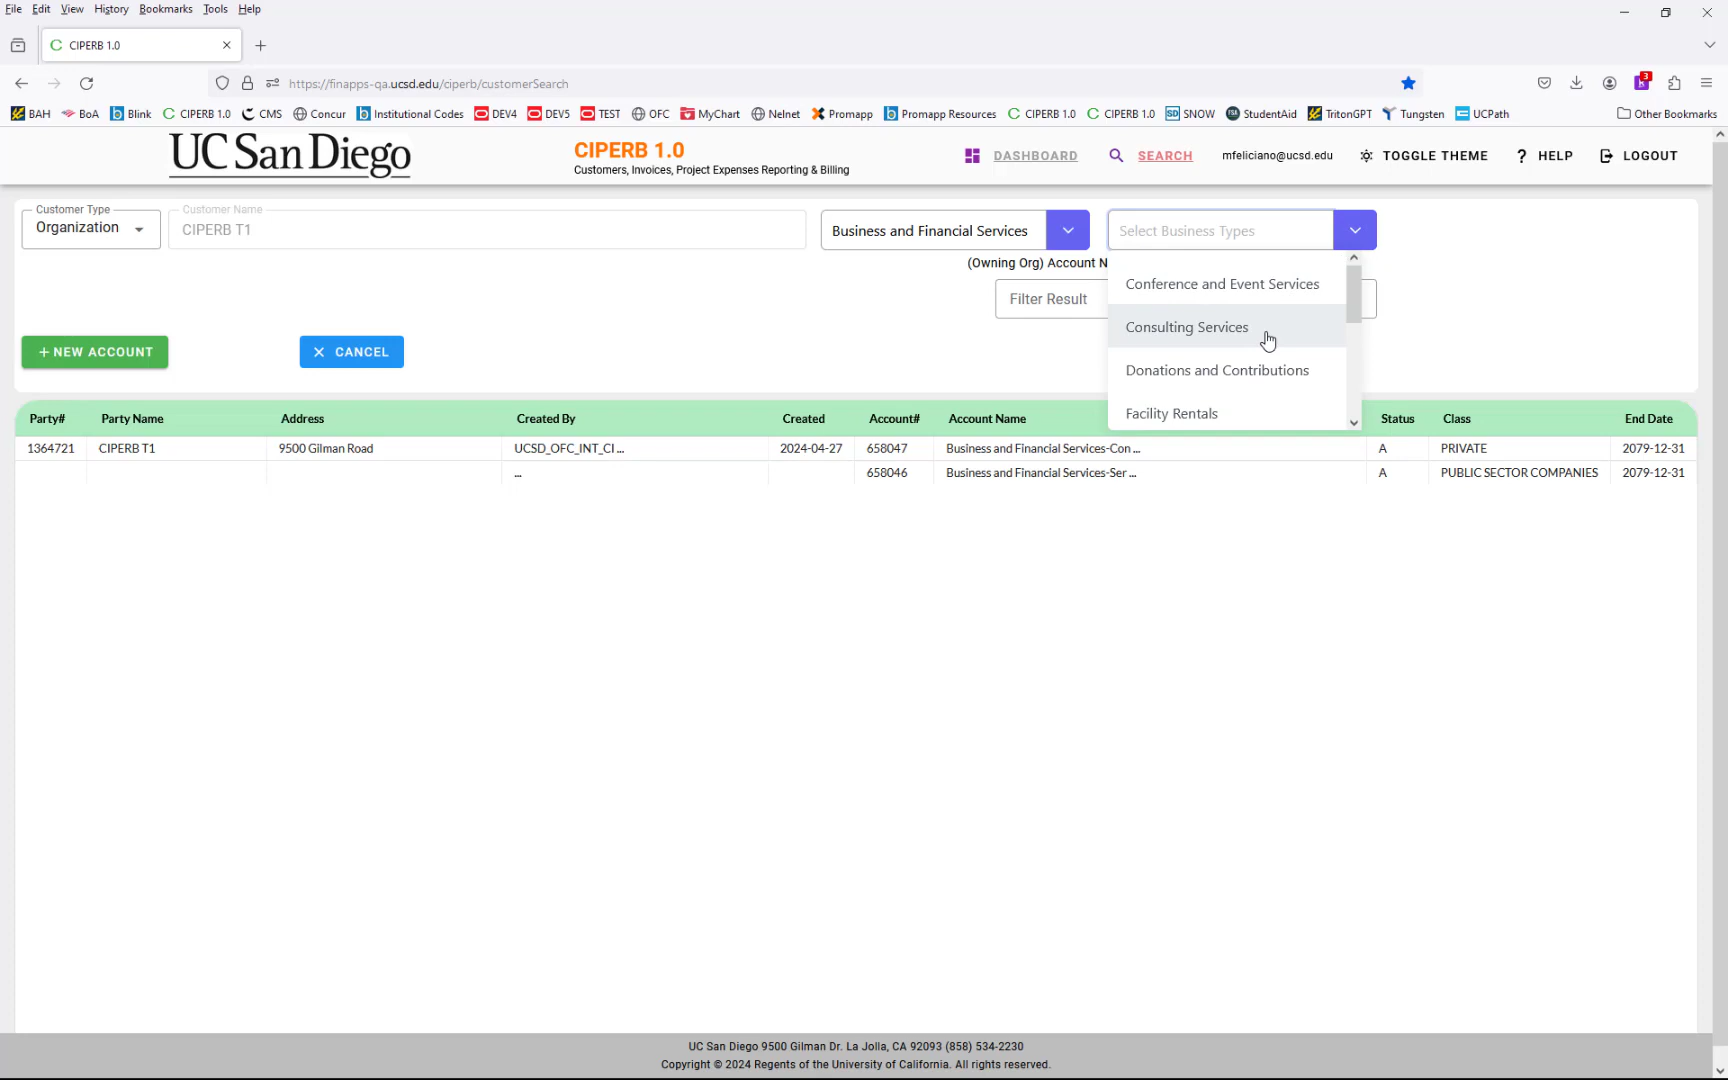 File Edit View History Bookmarks Tools Help
CIPERB 1.0
https://finapps-qa.ucsd.edu/ciperb/customerSearch
3
BAH BoA Blink CIPERB 1.0 CMS Concur Institutional Codes DEV4 DEV5 TEST OFC MyChart Nelnet Promapp Promapp Resources CIPERB 1.0 CIPERB 1.0 SNOW StudentAid TritonGPT Tungsten UCPath Other Bookmarks
UC San Diego
CIPERB 1.0
Customers, Invoices, Project Expenses Reporting & Billing
DASHBOARD SEARCH mfeliciano@ucsd.edu TOGGLE THEME ? HELP LOGOUT
Customer Type
Organization
Customer Name
CIPERB T1
Business and Financial Services
Select Business Types
(Owning Org) Account N
Filter Result
Conference and Event Services
Consulting Services
Donations and Contributions
Facility Rentals
+ NEW ACCOUNT
CANCEL
Party# Party Name Address Created By Created Account# Account Name Status Class End Date
1364721 CIPERB T1 9500 Gilman Road UCSD_OFC_INT_CI... 2024-04-27 658047 Business and Financial Services-Con ... A PRIVATE 2079-12-31
... 658046 Business and Financial Services-Ser ... A PUBLIC SECTOR COMPANIES 2079-12-31
UC San Diego 9500 Gilman Dr. La Jolla, CA 92093 (858) 534-2230
Copyright © 2024 Regents of the University of California. All rights reserved.